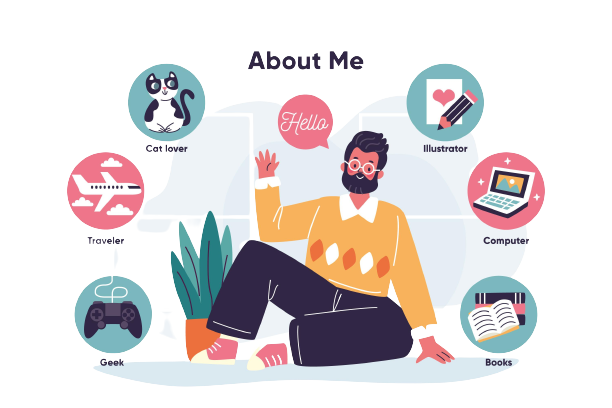 About Me
Hello
Cat lover
Illustrator
Traveler
Computer
Geek
Books